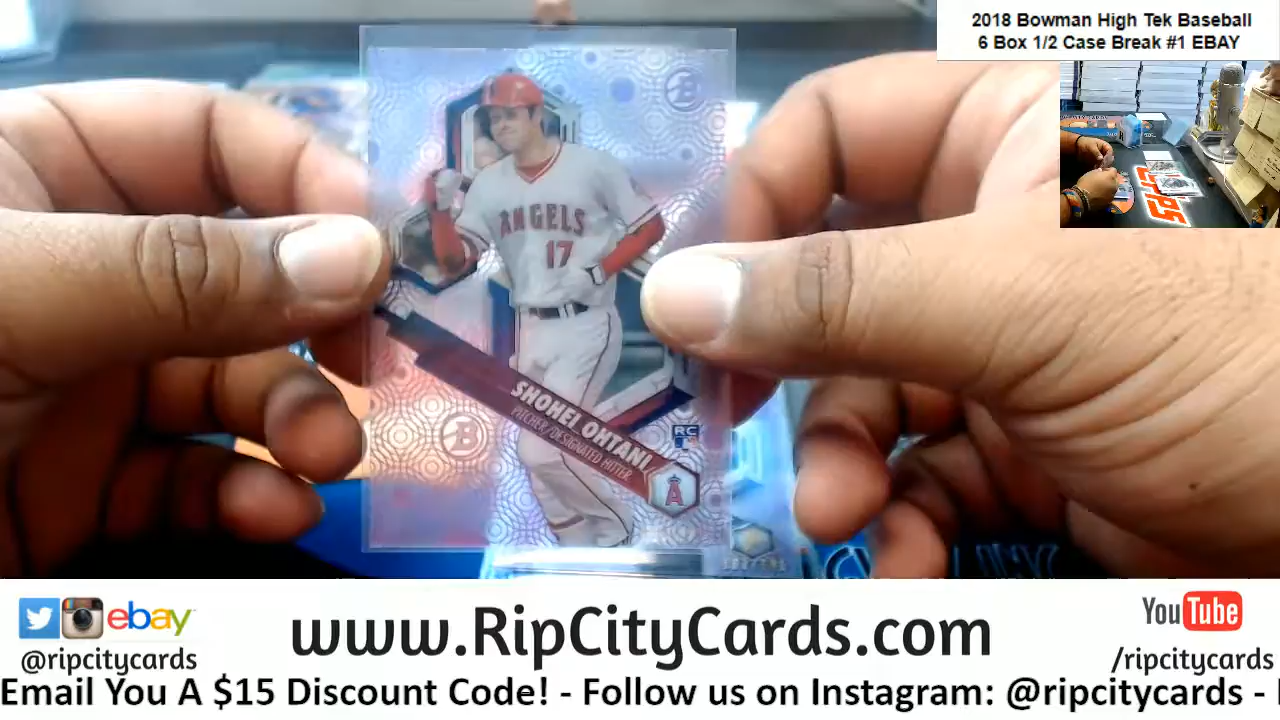 2018 Bowman High Tek Baseball
6 Box 1/2 Case Break #1 EBAY
B
ANGELS
17
SHOHEI OHTANI
PITCHER/DESIGNATED HITTER
RC
B
A
ebay
www.RipCityCards.com
YouTube
@ripcitycards
/ripcitycards
Email You A $15 Discount Code! - Follow us on Instagram: @ripcitycards -